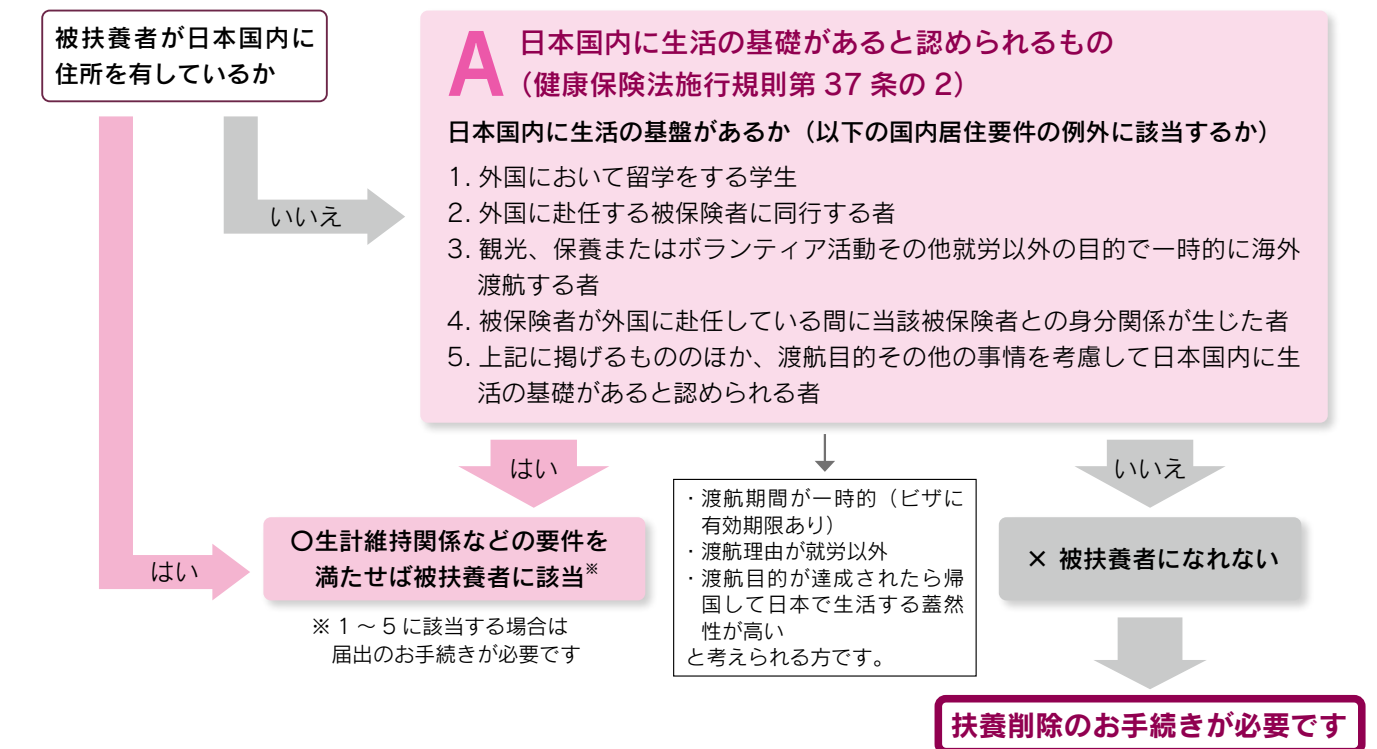 被扶養者が日本国内に
住所を有しているか
いいえ
A
日本国内に生活の基礎があると認められるもの
（健康保険法施行規則第 37 条の 2）
日本国内に生活の基盤があるか（以下の国内居住要件の例外に該当するか）
1. 外国において留学をする学生
2. 外国に赴任する被保険者に同行する者
3. 観光、保養またはボランティア活動その他就労以外の目的で一時的に海外
渡航する者
4. 被保険者が外国に赴任している間に当該被保険者との身分関係が生じた者
5. 上記に掲げるもののほか、渡航目的その他の事情を考慮して日本国内に生
活の基礎があると認められる者
はい
はい
〇生計維持関係などの要件を
満たせば被扶養者に該当※
※ 1 ～ 5 に該当する場合は
届出のお手続きが必要です
・渡航期間が一時的（ビザに
有効期限あり）
・渡航理由が就労以外
・渡航目的が達成されたら帰
国して日本で生活する蓋然
性が高い
と考えられる方です。
いいえ
× 被扶養者になれない
扶養削除のお手続きが必要です